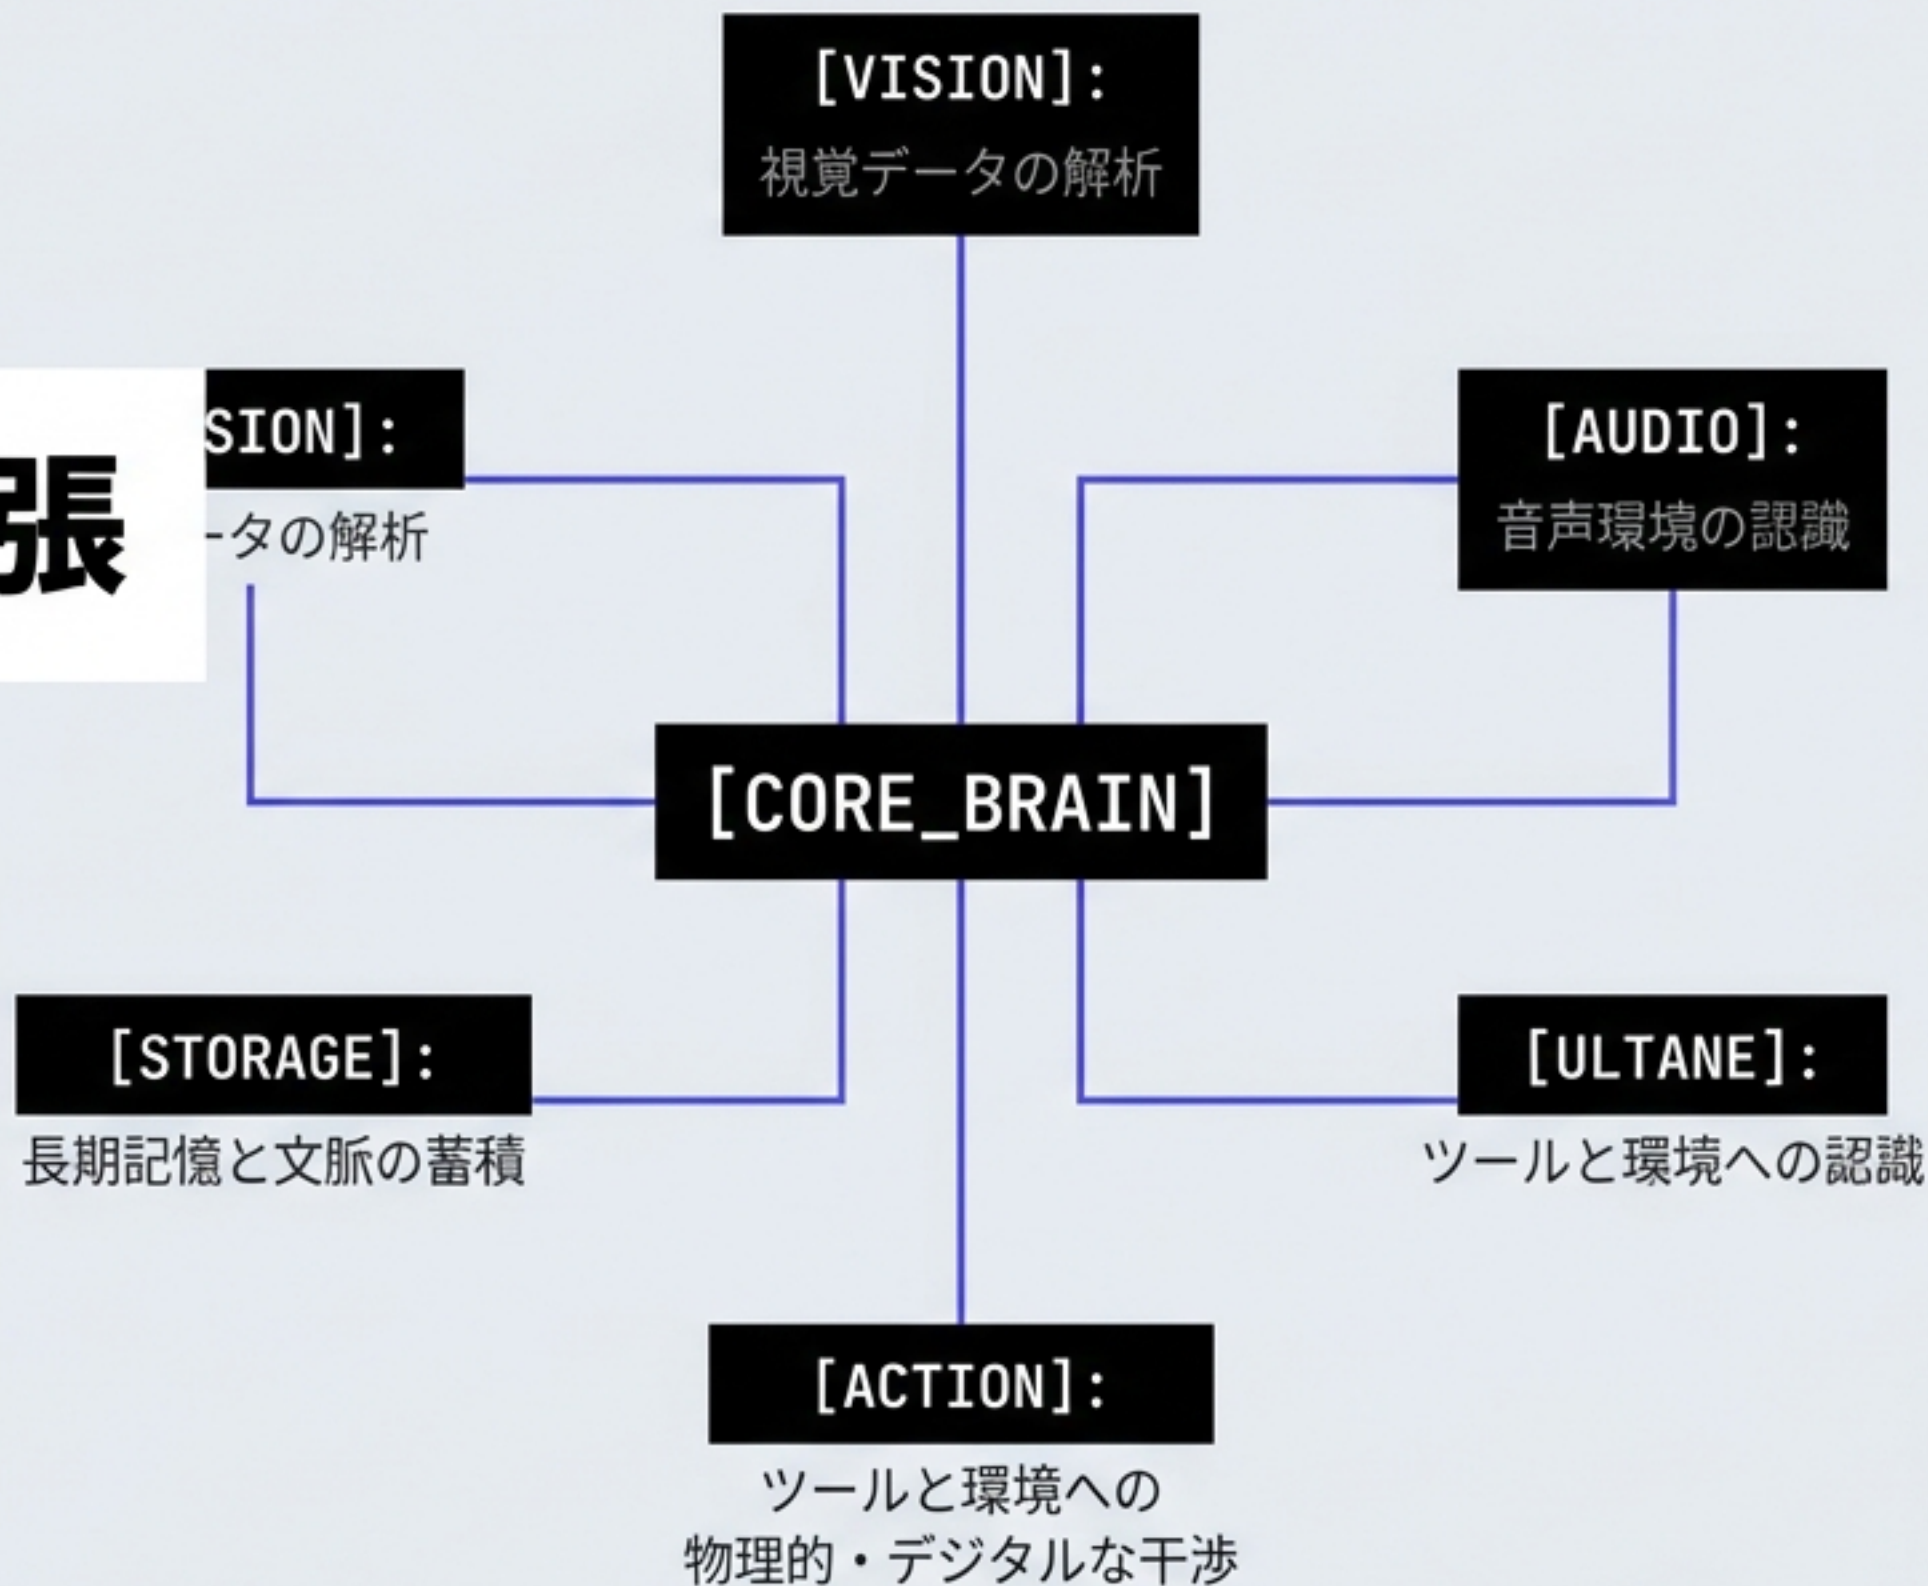 [VISION]:
視覚データの解析
SION]:
ータの解析
張
[AUDIO]:
音声環境の認識
[CORE_BRAIN]
[STORAGE]:
長期記憶と文脈の蓄積
[ULTANE]:
ツールと環境への認識
[ACTION]:
ツールと環境への
物理的・デジタルな干渉